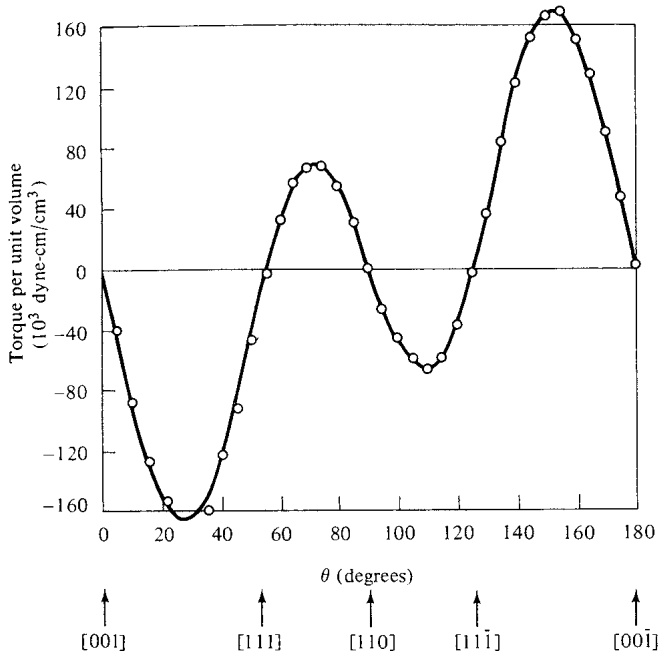 160
120
80
40
0
−40
−80
−120
−160
Torque per unit volume
(10³ dyne-cm/cm³)
0 20 40 60 80 100 120 140 160 180
θ (degrees)
[001] [111] [110] [111̄] [001̄]